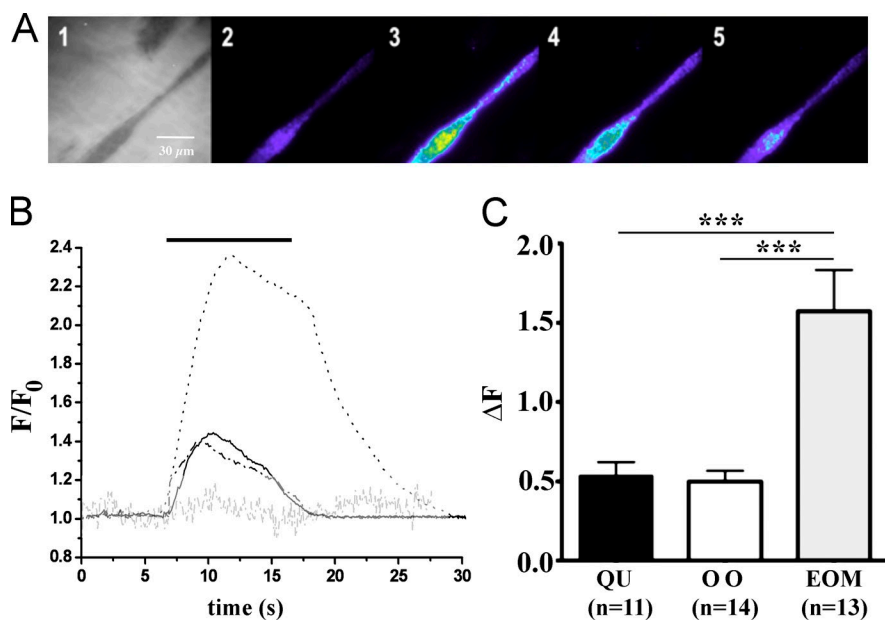 A
1
2
3
4
5
30 µm
B
2.4
2.2
2.0
1.8
1.6
1.4
1.2
1.0
0.8
F/F0
0
5
10
15
20
25
30
time (s)
C
***
***
2.0
1.5
1.0
0.5
0.0
ΔF
QU
OO
EOM
(n=11)
(n=14)
(n=13)